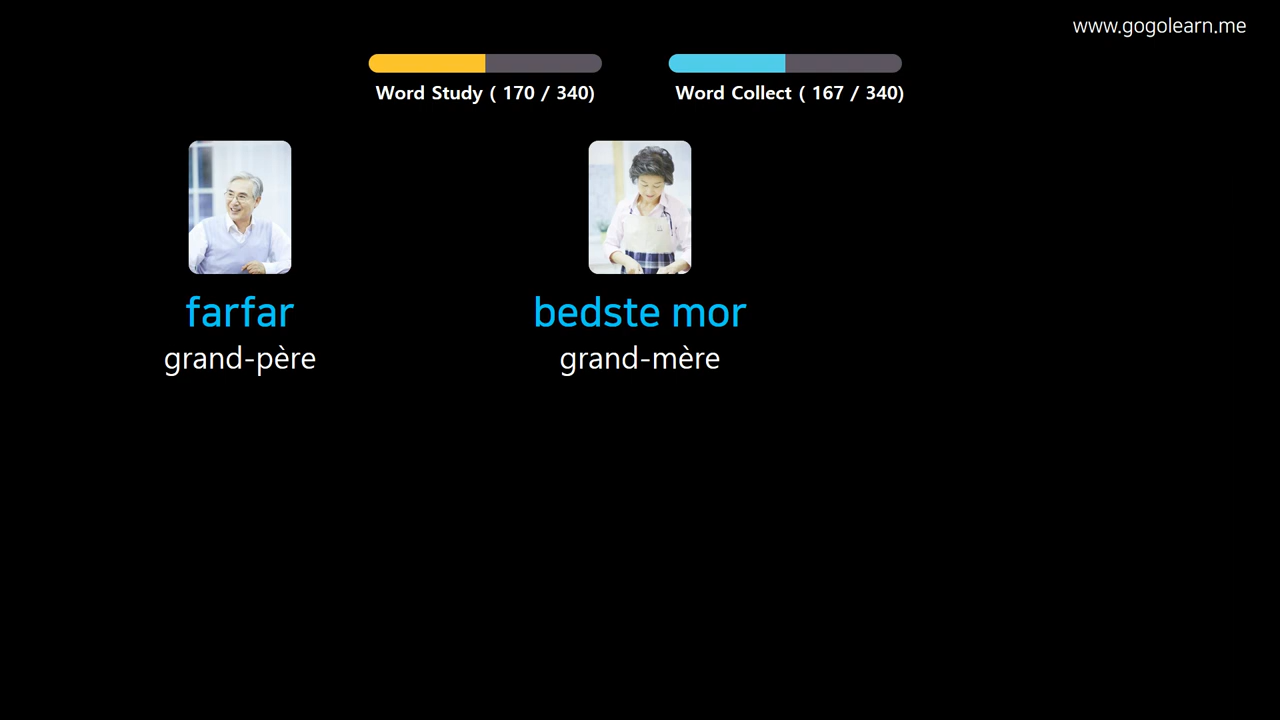 www.gogolearn.me
Word Study ( 170 / 340)
Word Collect ( 167 / 340)
farfar
grand-père
bedste mor
grand-mère